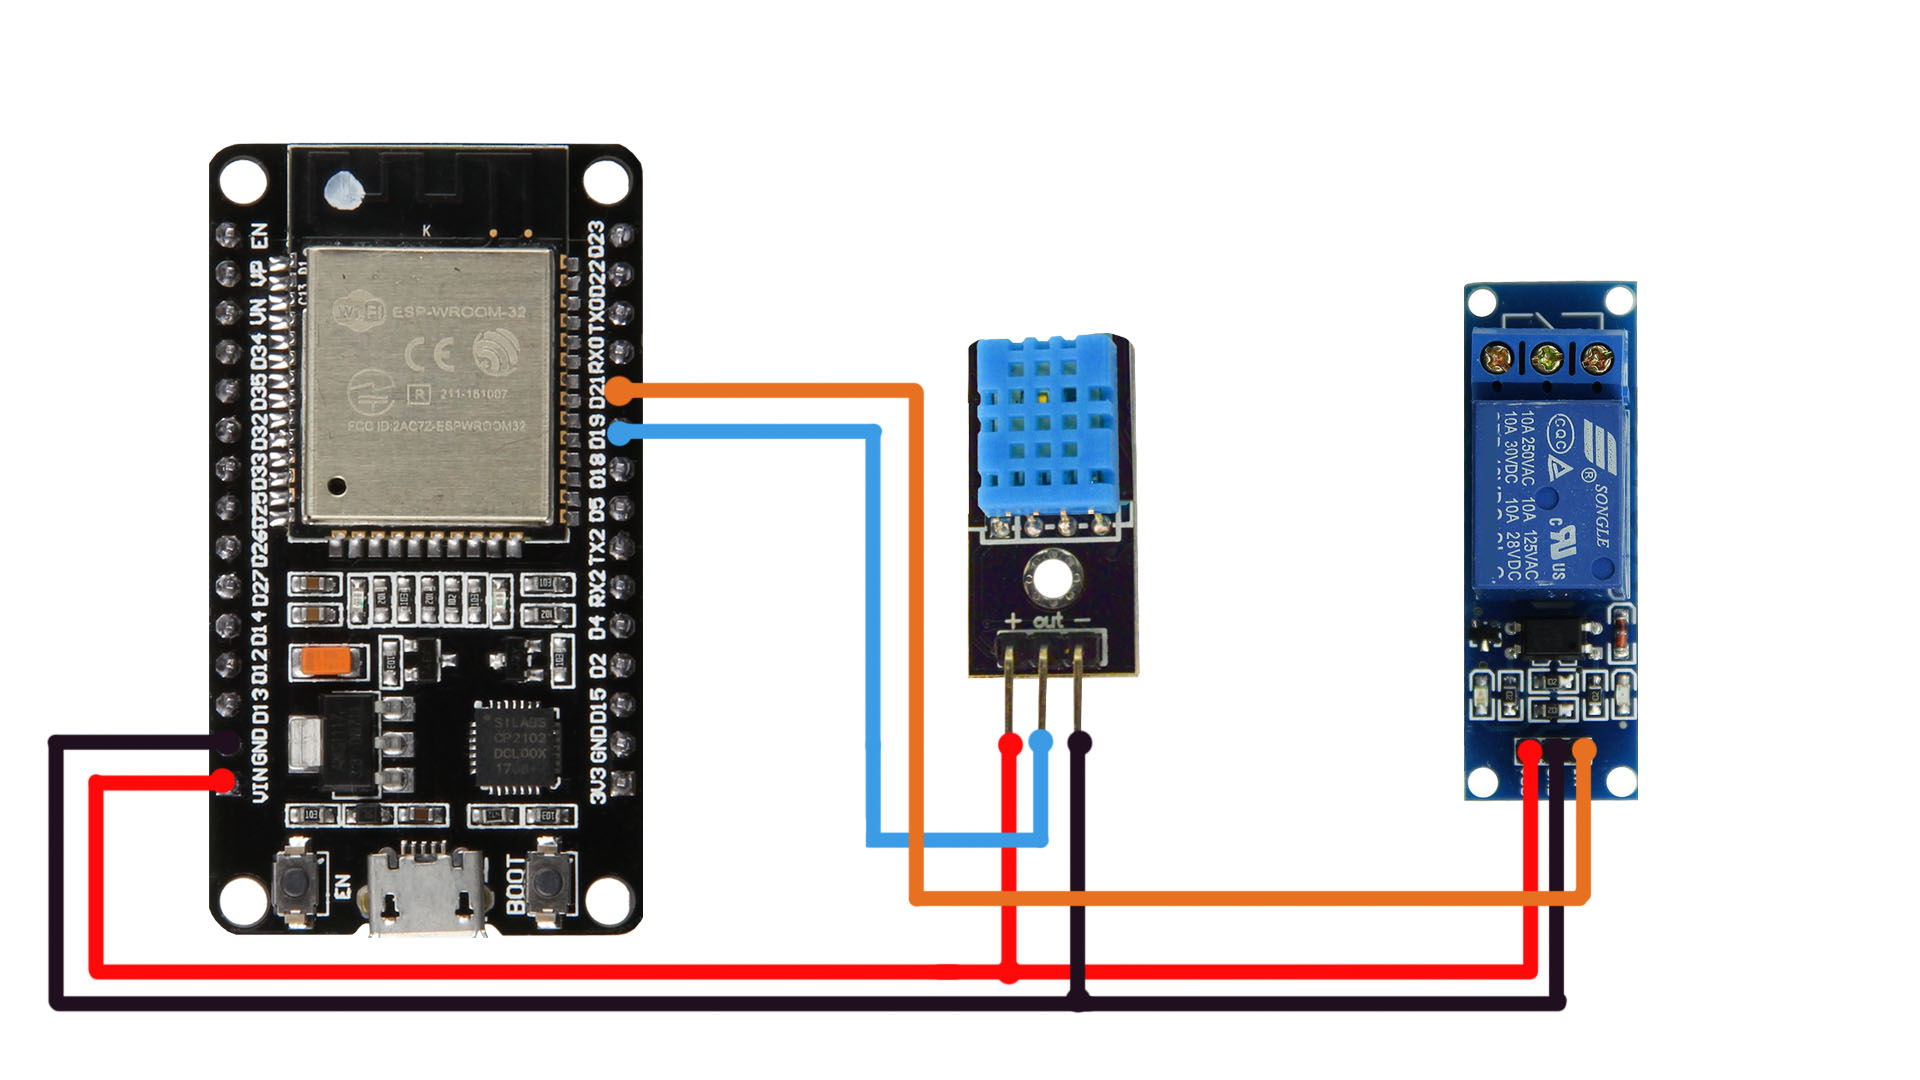 K
EN
VP
VN
D34
D35
D32
D33
D25
D26
D27
D14
D12
D13
GND
VIN
D23
D22
TX0
RX0
D21
D19
D18
D5
TX2
RX2
D4
D2
D15
GND
3V3
WiFi
ESP-WROOM-32
CE
R 211-161007
FCC ID:2AC7Z-ESPWROOM32
SILABS
CP2102
DCL00X
EN
BOOT
+ out −
SONGLE
®
CQC
c UR US
10A 250VAC 10A 125VAC
10A 30VDC 10A 28VDC